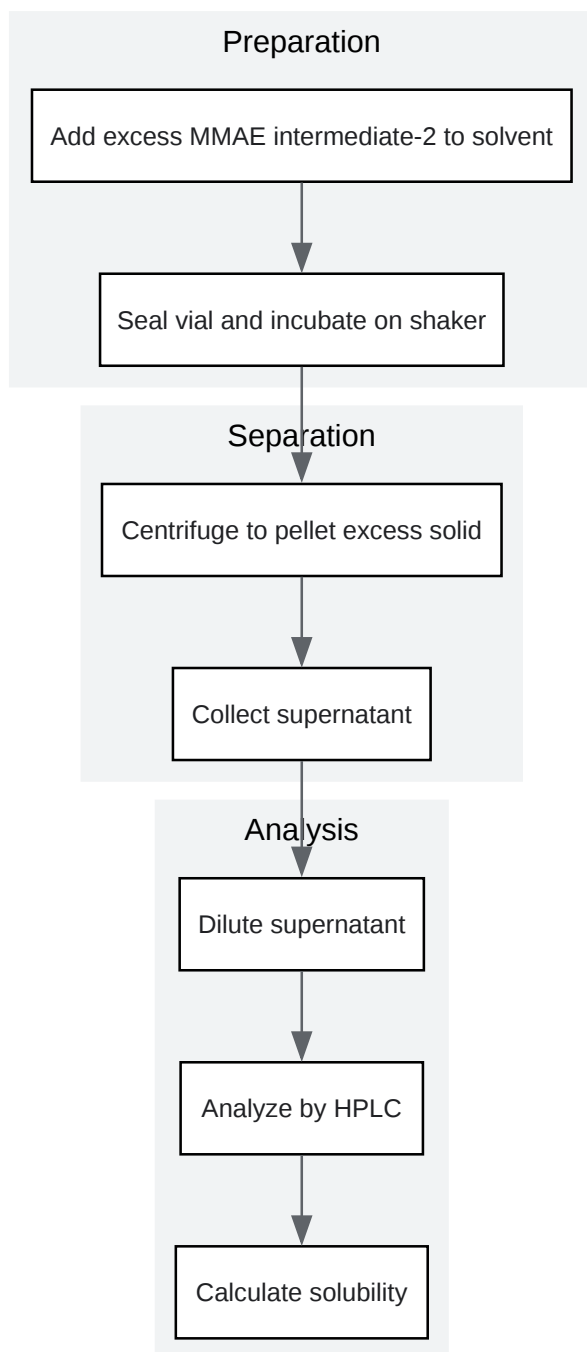 Preparation
Add excess MMAE intermediate-2 to solvent
Seal vial and incubate on shaker
Separation
Centrifuge to pellet excess solid
Collect supernatant
Analysis
Dilute supernatant
Analyze by HPLC
Calculate solubility